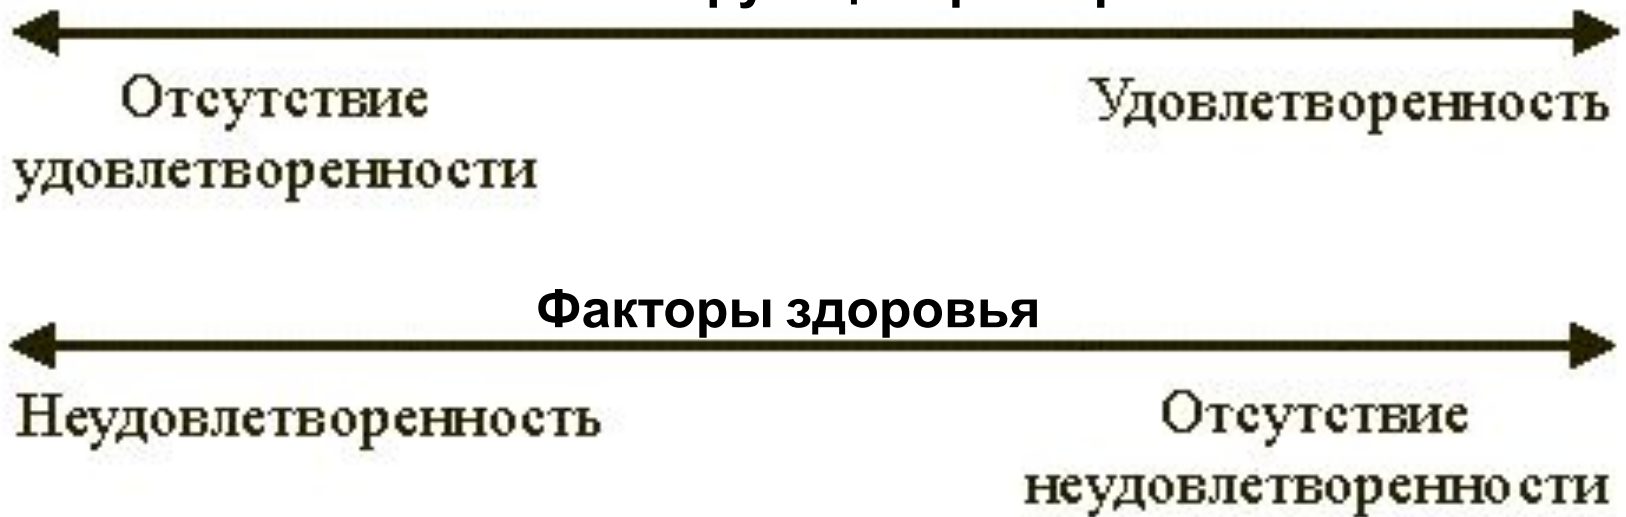 Отсутствие
удовлетворенности
Удовлетворенность
Факторы здоровья
Неудовлетворенность
Отсутствие
неудовлетворенности